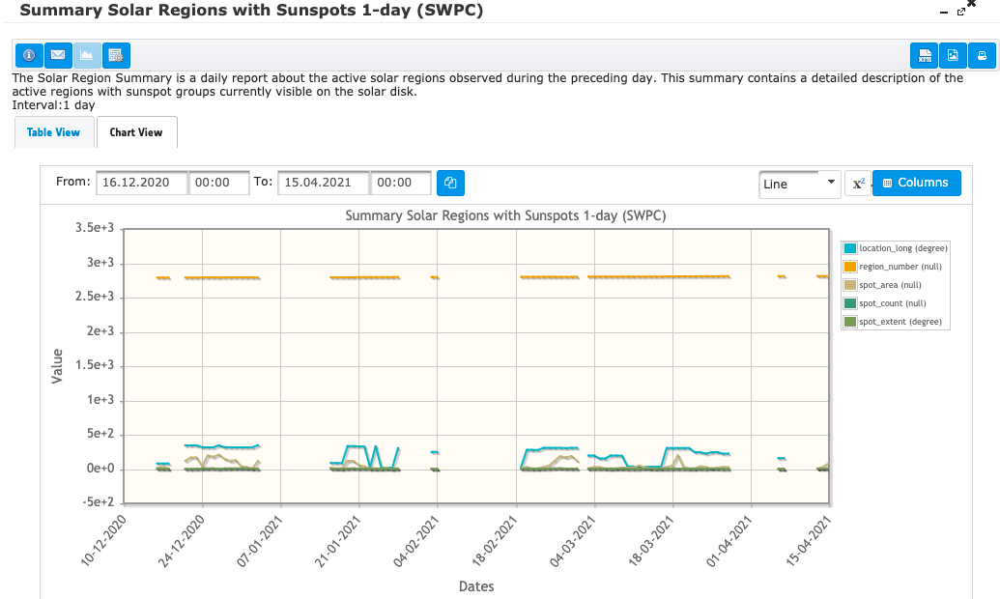 Summary Solar Regions with Sunspots 1-day (SWPC)
The Solar Region Summary is a daily report about the active solar regions observed during the preceding day. This summary contains a detailed description of the
active regions with sunspot groups currently visible on the solar disk.
Interval:1 day
Table View
Chart View
From: 16.12.2020 00:00 To: 15.04.2021 00:00
Line
x²
Columns
Summary Solar Regions with Sunspots 1-day (SWPC)
3.5e+3
3e+3
2.5e+3
2e+3
1.5e+3
1e+3
5e+2
0e+0
-5e+2
Value
location_long (degree)
region_number (null)
spot_area (null)
spot_count (null)
spot_extent (degree)
10-12-2020
24-12-2020
07-01-2021
21-01-2021
04-02-2021
18-02-2021
04-03-2021
18-03-2021
01-04-2021
15-04-2021
Dates